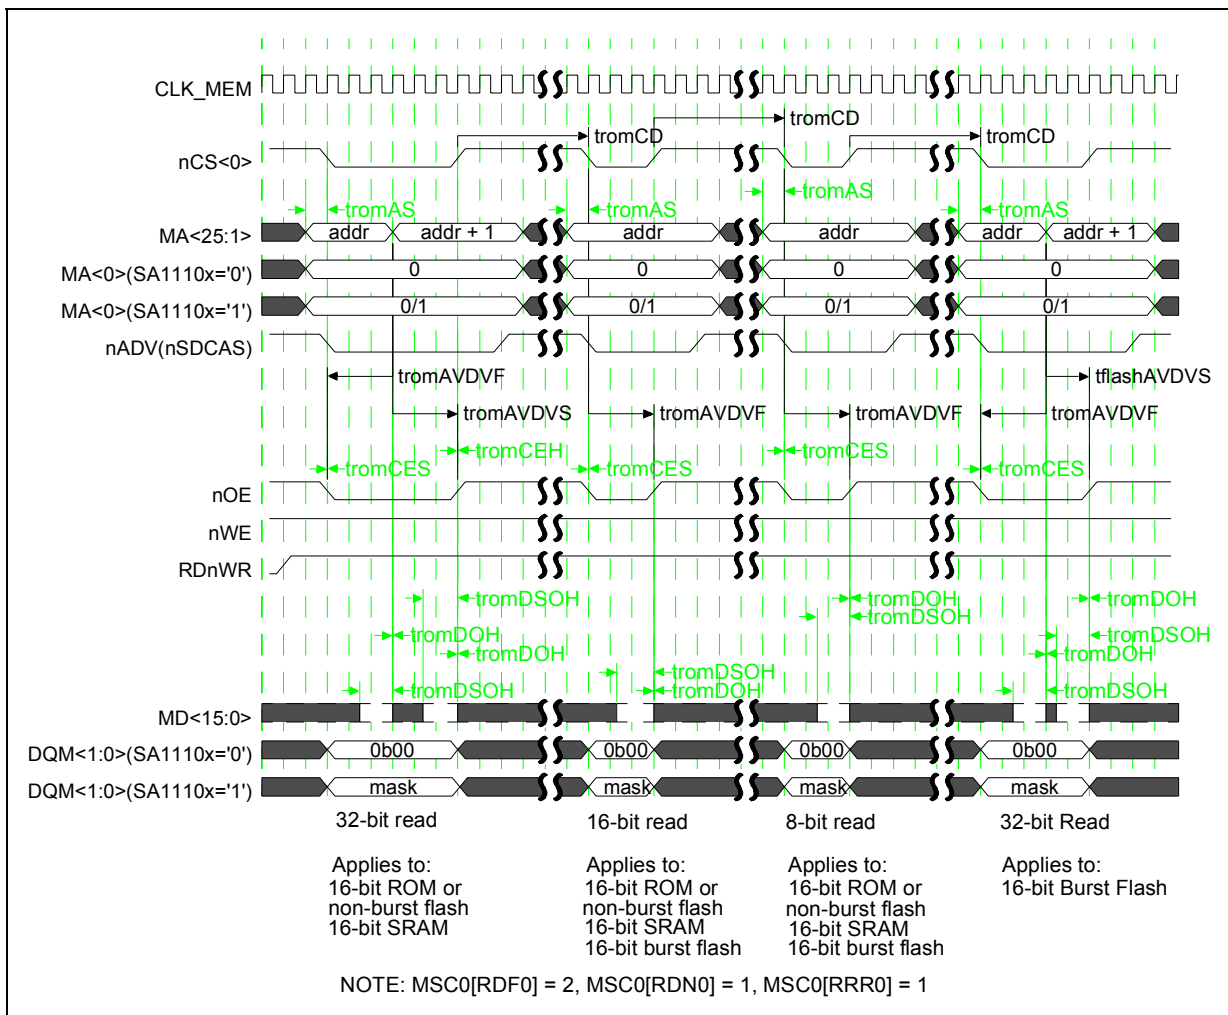 CLK_MEM
tromCD
tromCD
tromCD
nCS<0>
tromAS
tromAS
tromAS
tromAS
MA<25:1>
addr
addr + 1
addr
addr
addr
addr + 1
MA<0>(SA1110x='0')
0
0
0
0
MA<0>(SA1110x='1')
0/1
0/1
0/1
0/1
nADV(nSDCAS)
tromAVDVF
tflashAVDVS
tromAVDVS
tromAVDVF
tromAVDVF
tromAVDVF
tromCEH
tromCES
tromCES
tromCES
tromCES
nOE
nWE
RDnWR
tromDSOH
tromDOH
tromDOH
tromDSOH
tromDOH
tromDSOH
tromDOH
tromDOH
tromDSOH
tromDSOH
tromDOH
tromDSOH
MD<15:0>
DQM<1:0>(SA1110x='0')
0b00
0b00
0b00
0b00
DQM<1:0>(SA1110x='1')
mask
mask
mask
mask
32-bit read
16-bit read
8-bit read
32-bit Read
Applies to:
16-bit ROM or
non-burst flash
16-bit SRAM
Applies to:
16-bit ROM or
non-burst flash
16-bit SRAM
16-bit burst flash
Applies to:
16-bit ROM or
non-burst flash
16-bit SRAM
16-bit burst flash
Applies to:
16-bit Burst Flash
NOTE: MSC0[RDF0] = 2, MSC0[RDN0] = 1, MSC0[RRR0] = 1